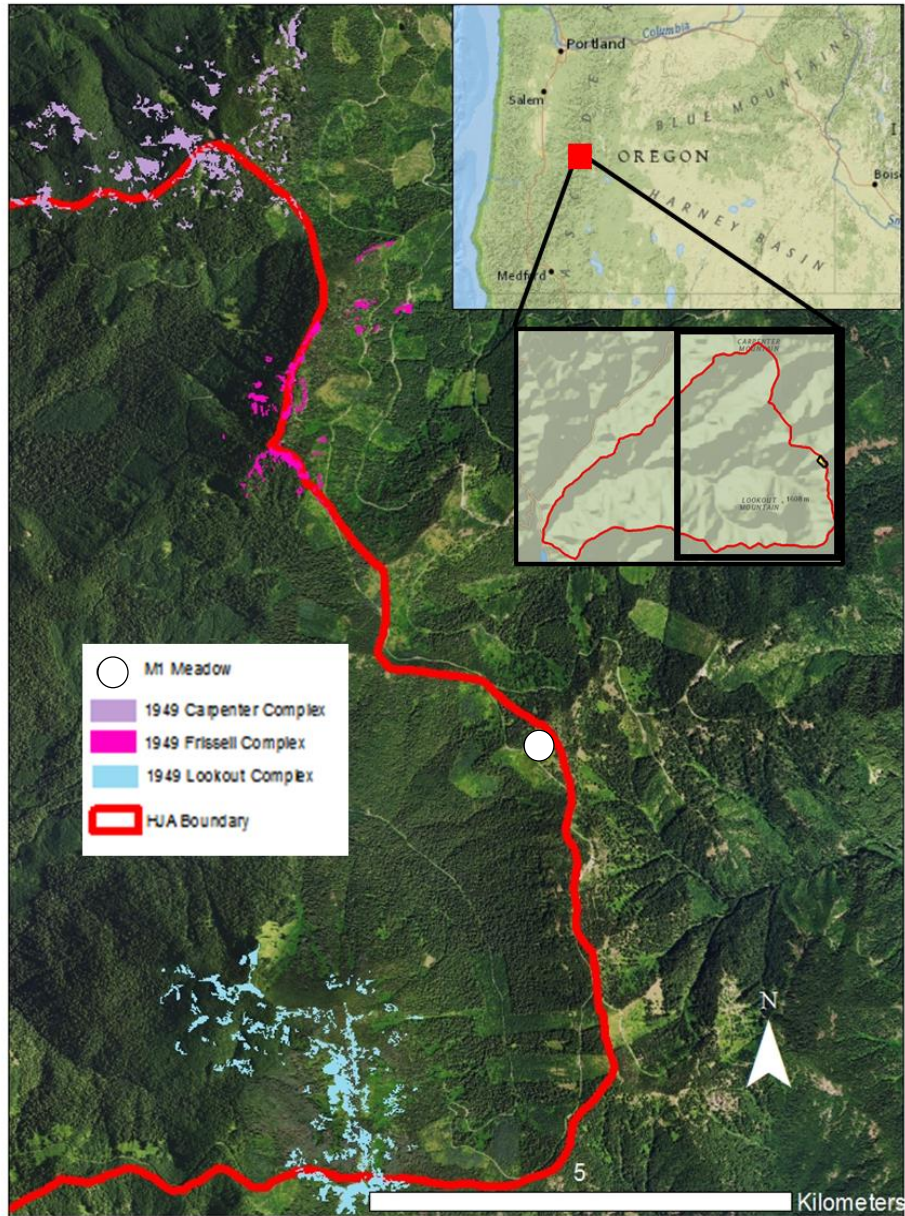 Columbia
Portland
Salem
BLUE MOUNTAINS
OREGON
HARNEY BASIN
Medford
CARPENTER
MOUNTAIN
LOOKOUT
MOUNTAIN
1608 m
M1 Meadow
1949 Carpenter Complex
1949 Frissell Complex
1949 Lookout Complex
HJA Boundary
N
5
Kilometers